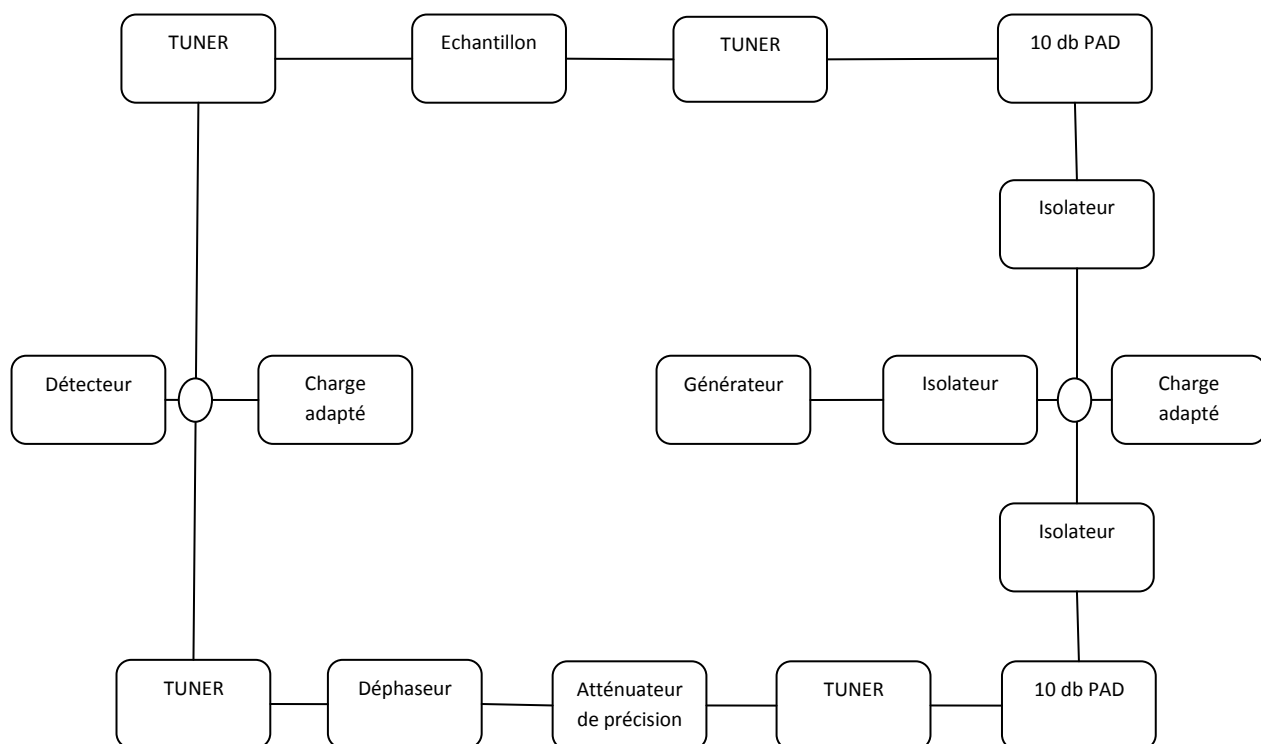 TUNER
Echantillon
TUNER
10 db PAD
Isolateur
Détecteur
Charge
adapté
Générateur
Isolateur
Charge
adapté
Isolateur
TUNER
Déphaseur
Atténuateur
de précision
TUNER
10 db PAD